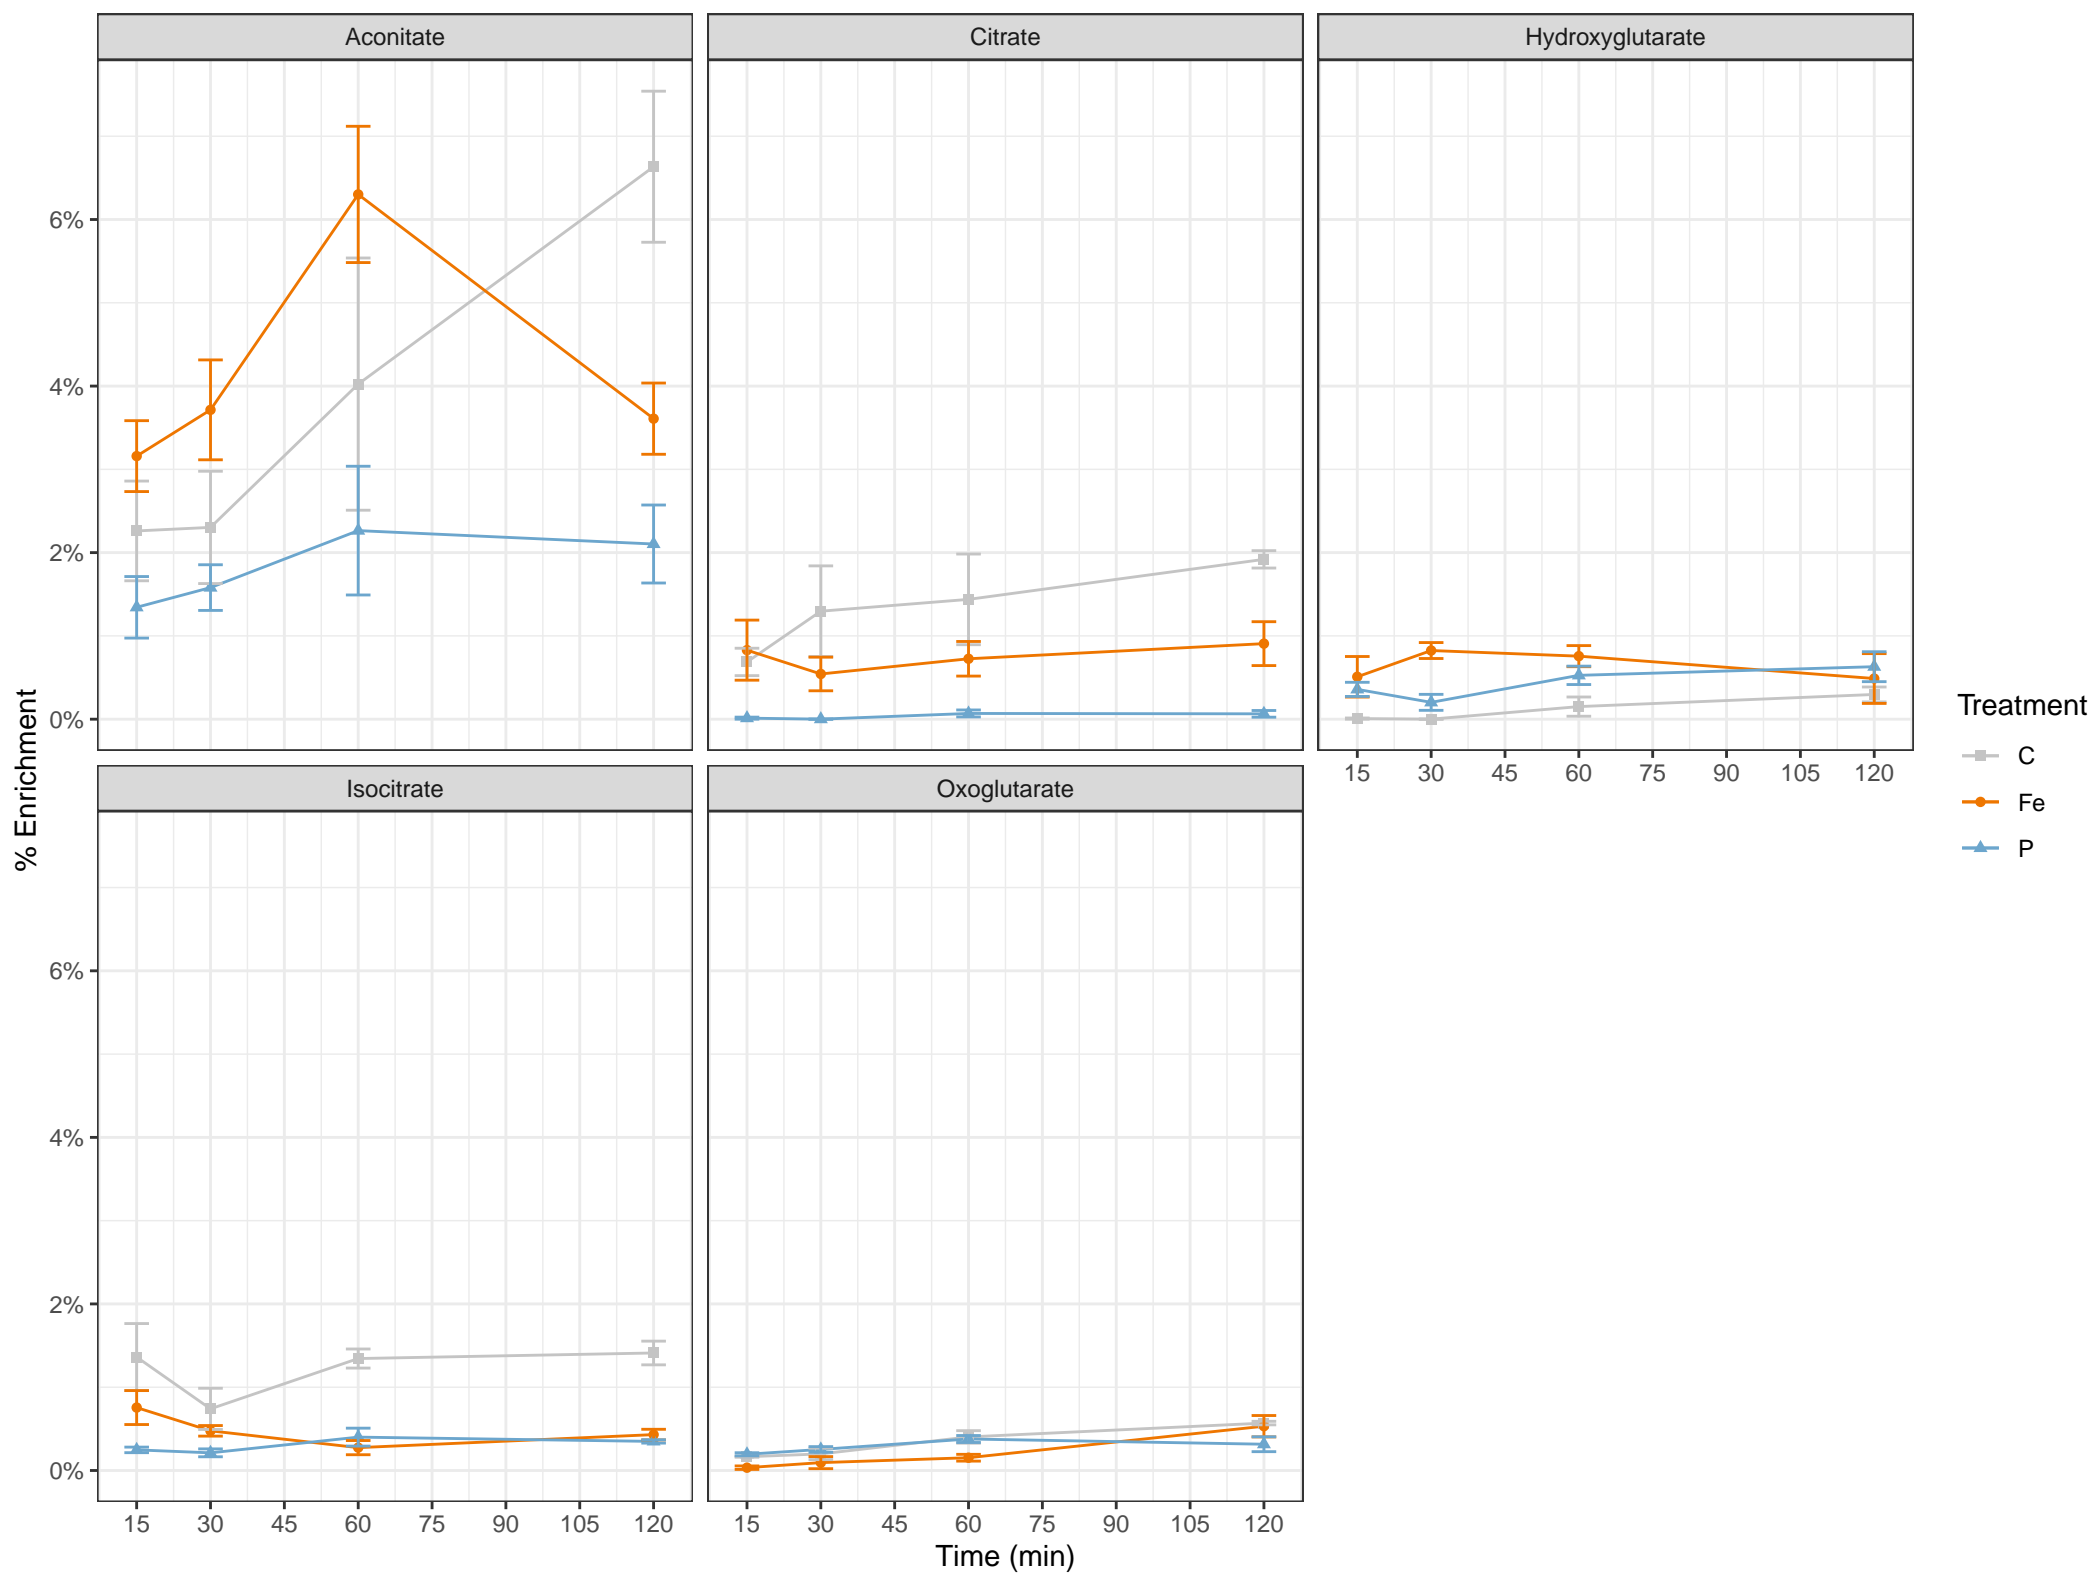 Aconitate Citrate Hydroxyglutarate
6%
4%
2%
0%
15 30 45 60 75 90 105 120
Isocitrate Oxoglutarate
6%
4%
2%
0%
15 30 45 60 75 90 105 120 15 30 45 60 75 90 105 120
Time (min)
% Enrichment
Treatment
C
Fe
P